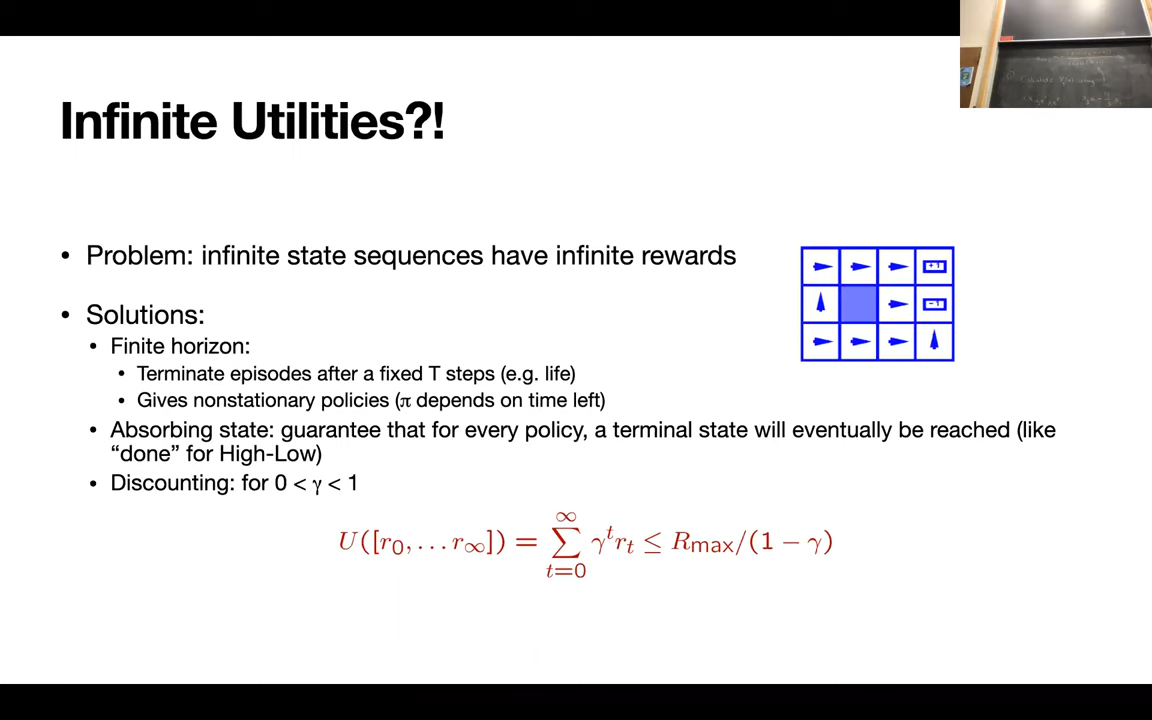 Infinite Utilities?!
• Problem: infinite state sequences have infinite rewards
• Solutions:
• Finite horizon:
• Terminate episodes after a fixed T steps (e.g. life)
• Gives nonstationary policies (π depends on time left)
• Absorbing state: guarantee that for every policy, a terminal state will eventually be reached (like
“done” for High-Low)
• Discounting: for 0 < γ < 1
U([r₀, … r∞]) = ∑_{t=0}^{∞} γᵗrₜ ≤ Rmax/(1 − γ)
+1
−1